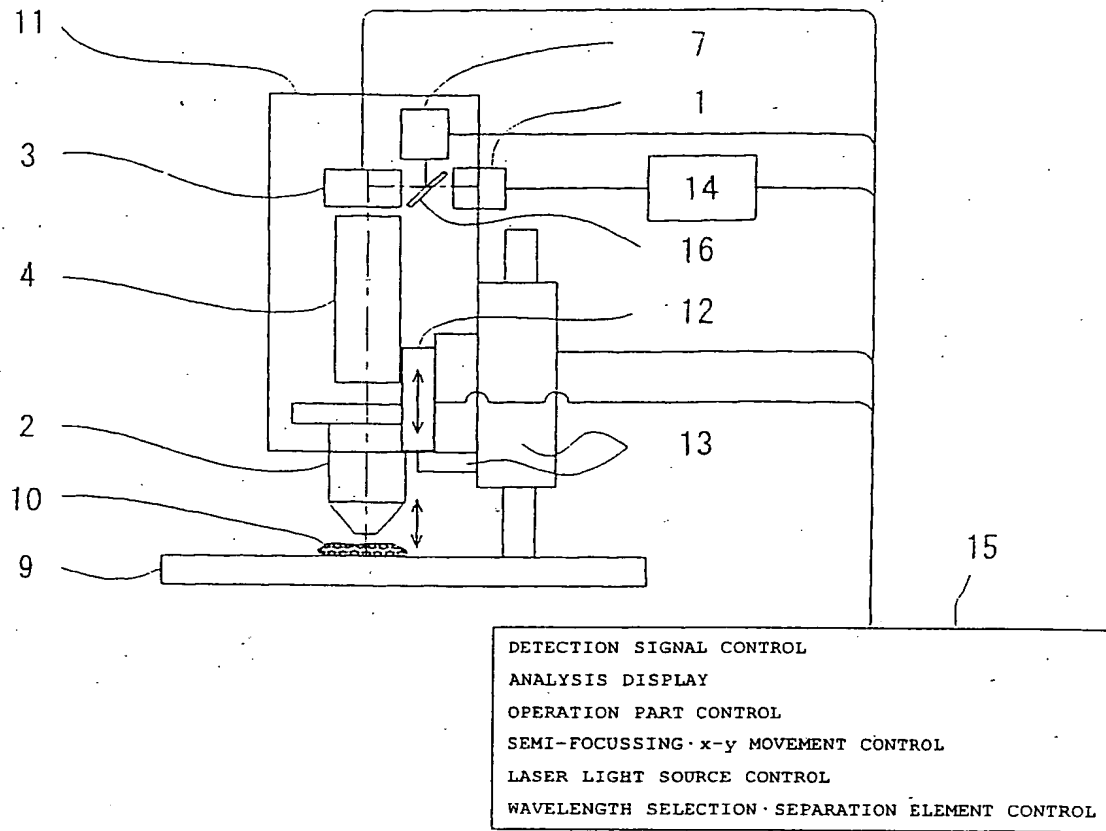 11
7
1
3
14
16
4
12
2
13
10
9
15
DETECTION SIGNAL CONTROL
ANALYSIS DISPLAY
OPERATION PART CONTROL
SEMI-FOCUSSING·x-y MOVEMENT CONTROL
LASER LIGHT SOURCE CONTROL
WAVELENGTH SELECTION·SEPARATION ELEMENT CONTROL